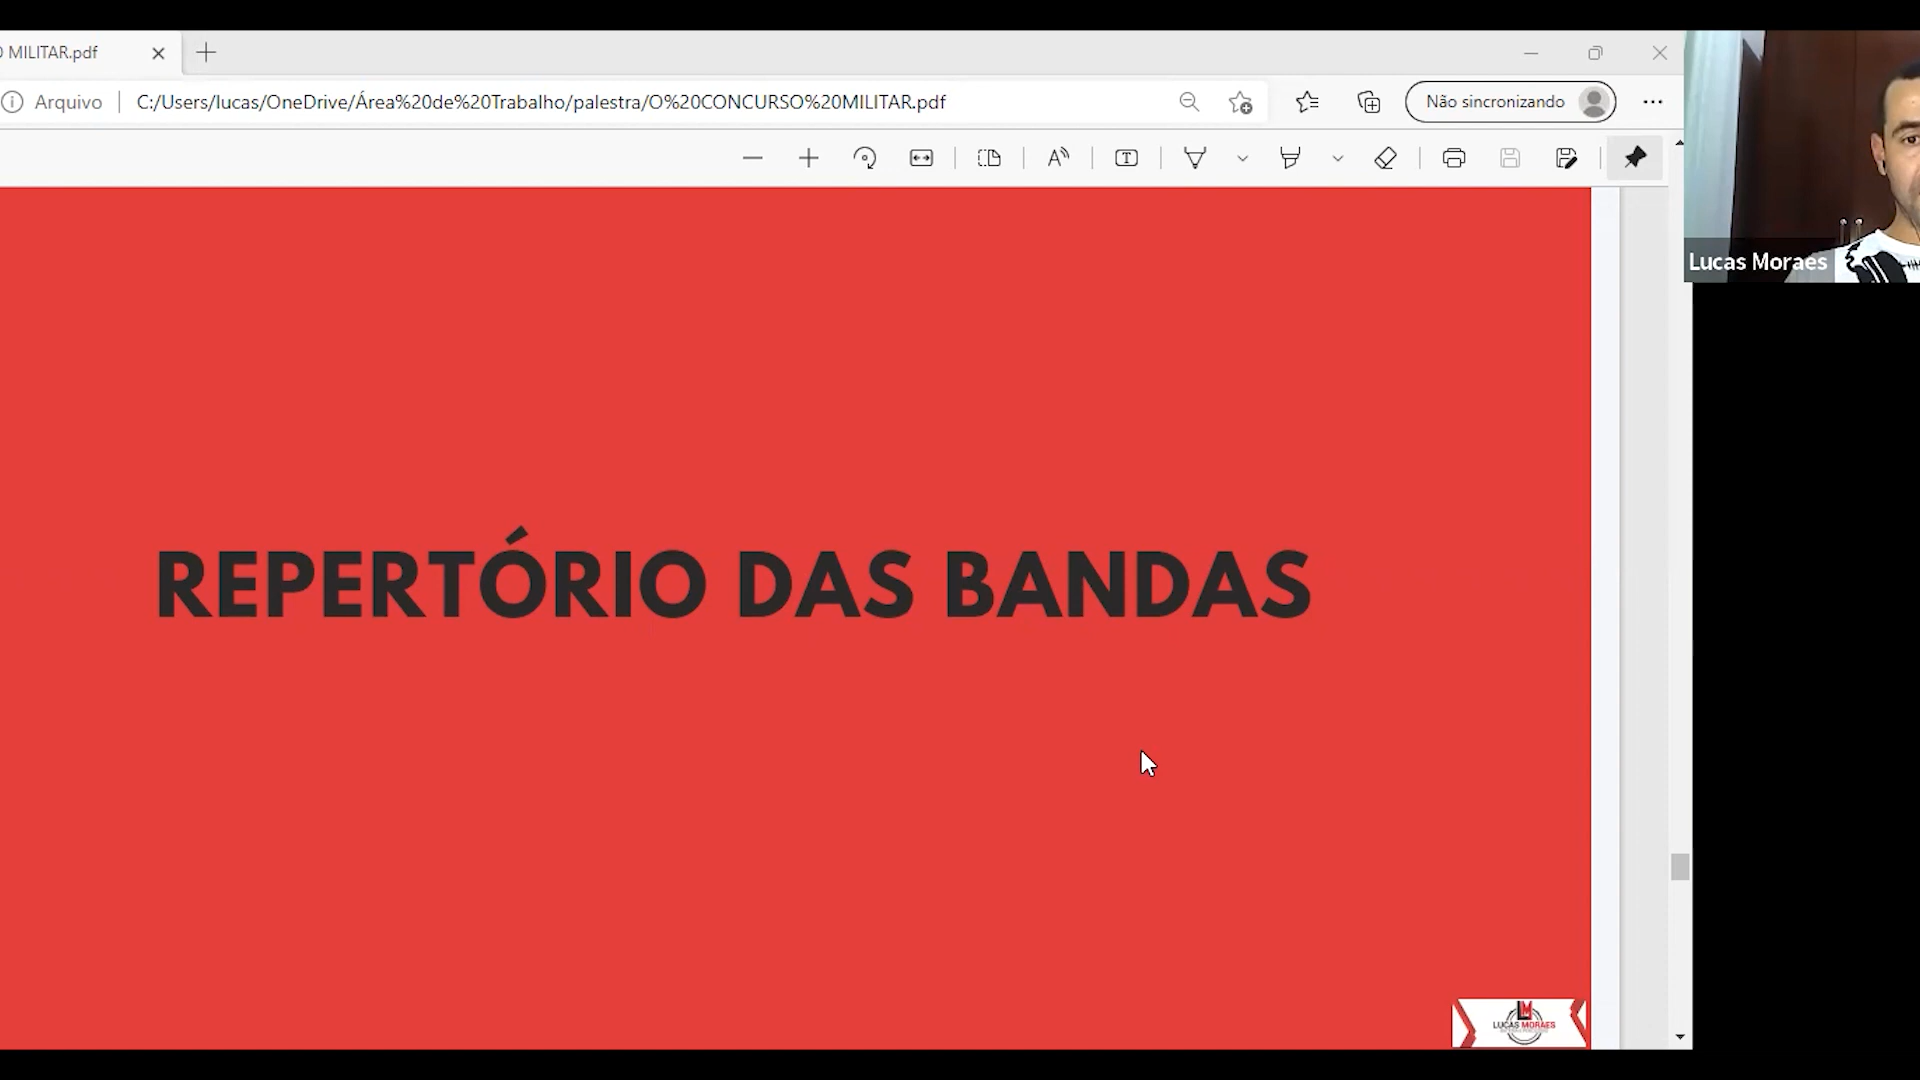 O MILITAR.pdf
Arquivo
C:/Users/lucas/OneDrive/Área%20de%20Trabalho/palestra/O%20CONCURSO%20MILITAR.pdf
Não sincronizando
Lucas Moraes
REPERTÓRIO DAS BANDAS
LM
LUCAS MORAES